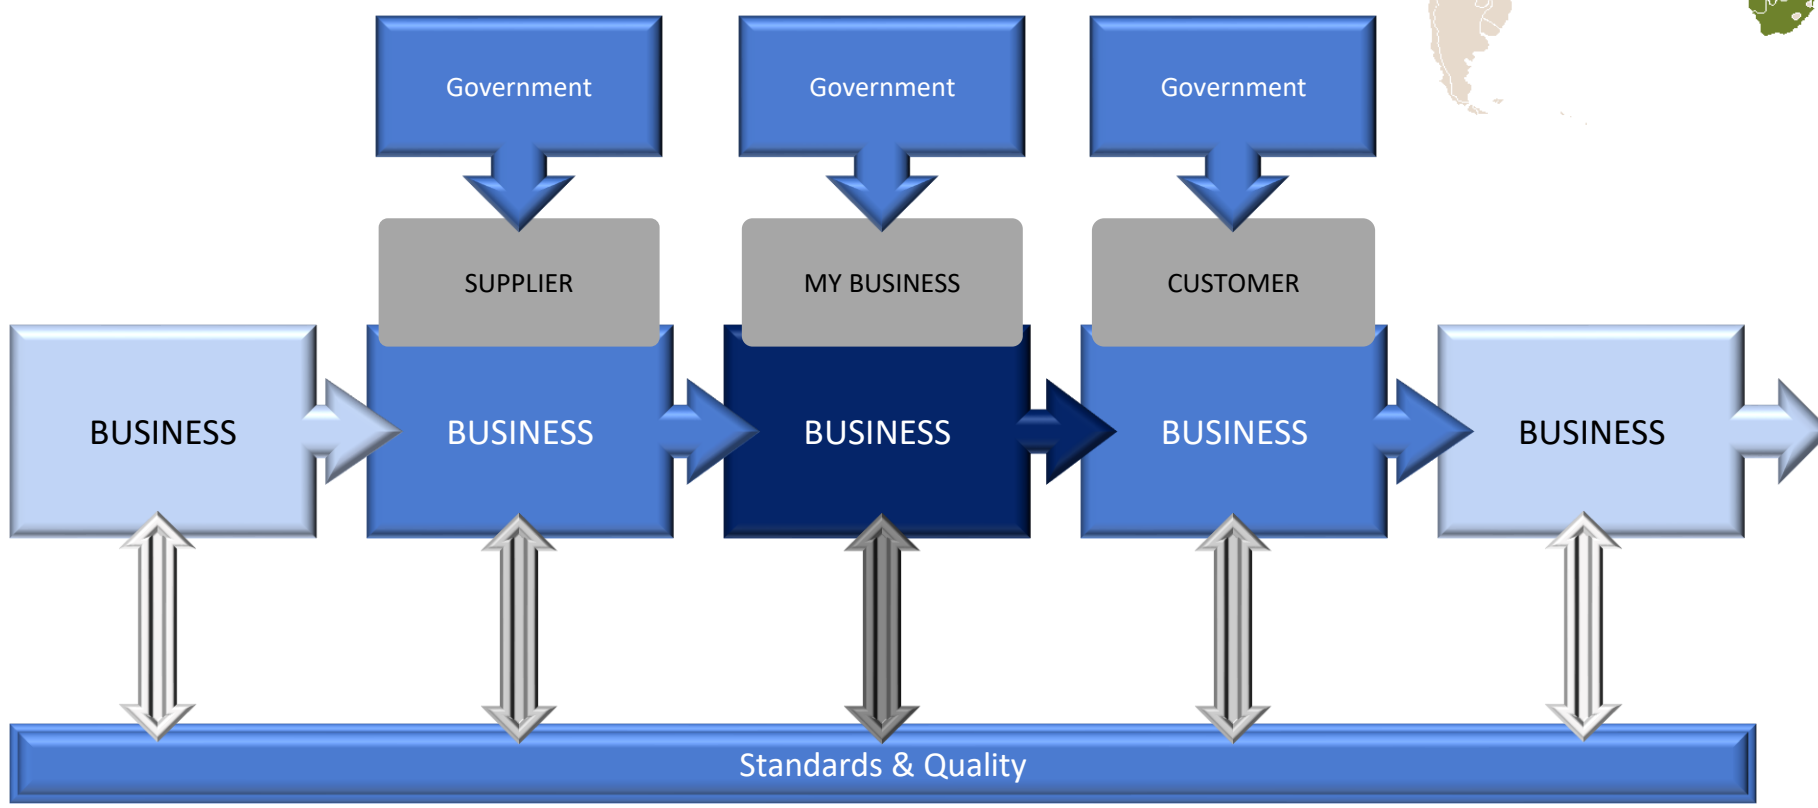 Government
Government
Government
SUPPLIER
MY BUSINESS
CUSTOMER
BUSINESS
BUSINESS
BUSINESS
BUSINESS
BUSINESS
Standards & Quality